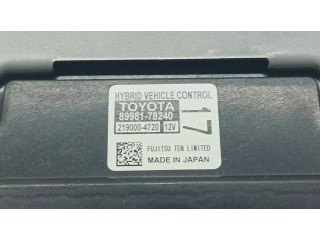 HYBRID VEHICLE CONTROL
TOYOTA
89981-78240
219000-4720 12V
FUJITSU TEN LIMITED
MADE IN JAPAN